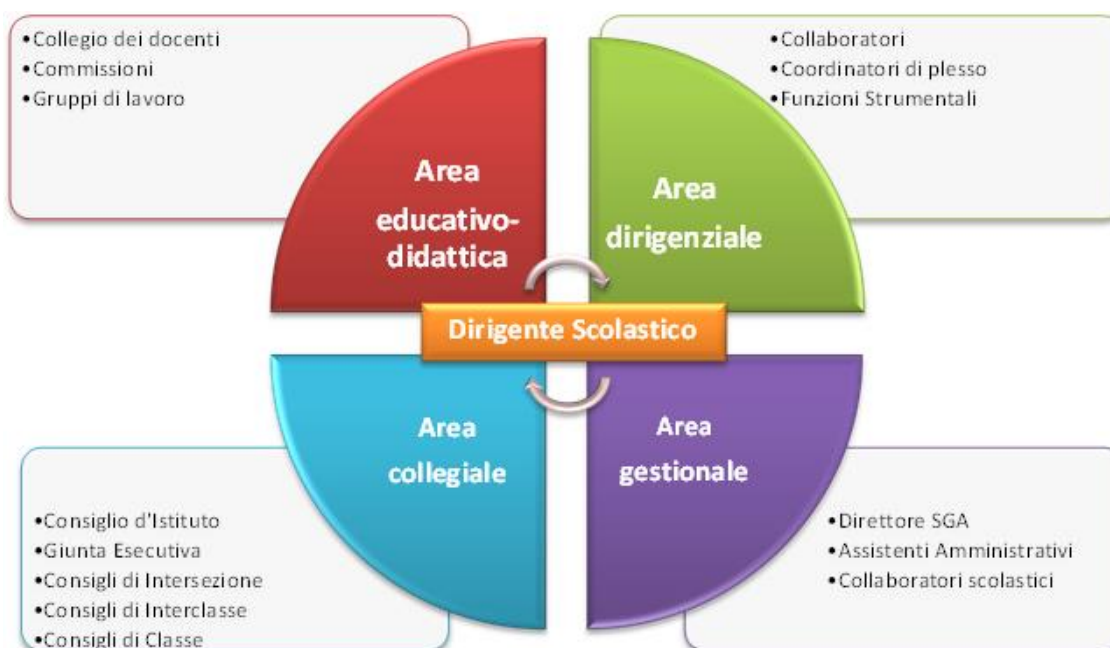 •Collegio dei docenti
•Commissioni
•Gruppi di lavoro
•Collaboratori
•Coordinatori di plesso
•Funzioni Strumentali
Area
educativo-
didattica
Area
dirigenziale
Dirigente Scolastico
Area
collegiale
Area
gestionale
•Consiglio d'Istituto
•Giunta Esecutiva
•Consigli di Intersezione
•Consigli di Interclasse
•Consigli di Classe
•Direttore SGA
•Assistenti Amministrativi
•Collaboratori scolastici